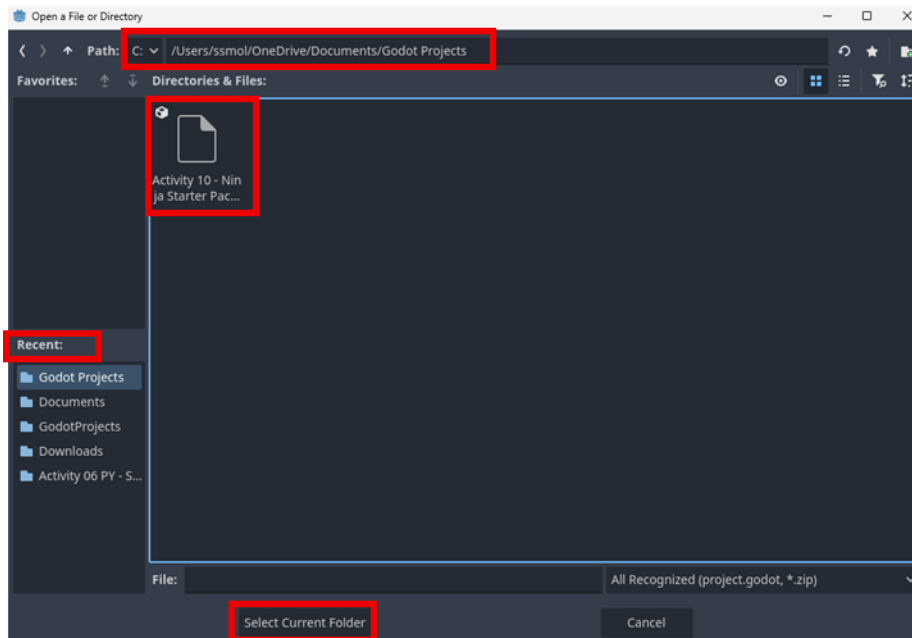 Open a File or Directory
Path: C: /Users/ssmol/OneDrive/Documents/Godot Projects
Favorites: Directories & Files:
Activity 10 - Nin
ja Starter Pac...
Recent:
Godot Projects
Documents
GodotProjects
Downloads
Activity 06 PY - S...
File: All Recognized (project.godot, *.zip)
Select Current Folder Cancel